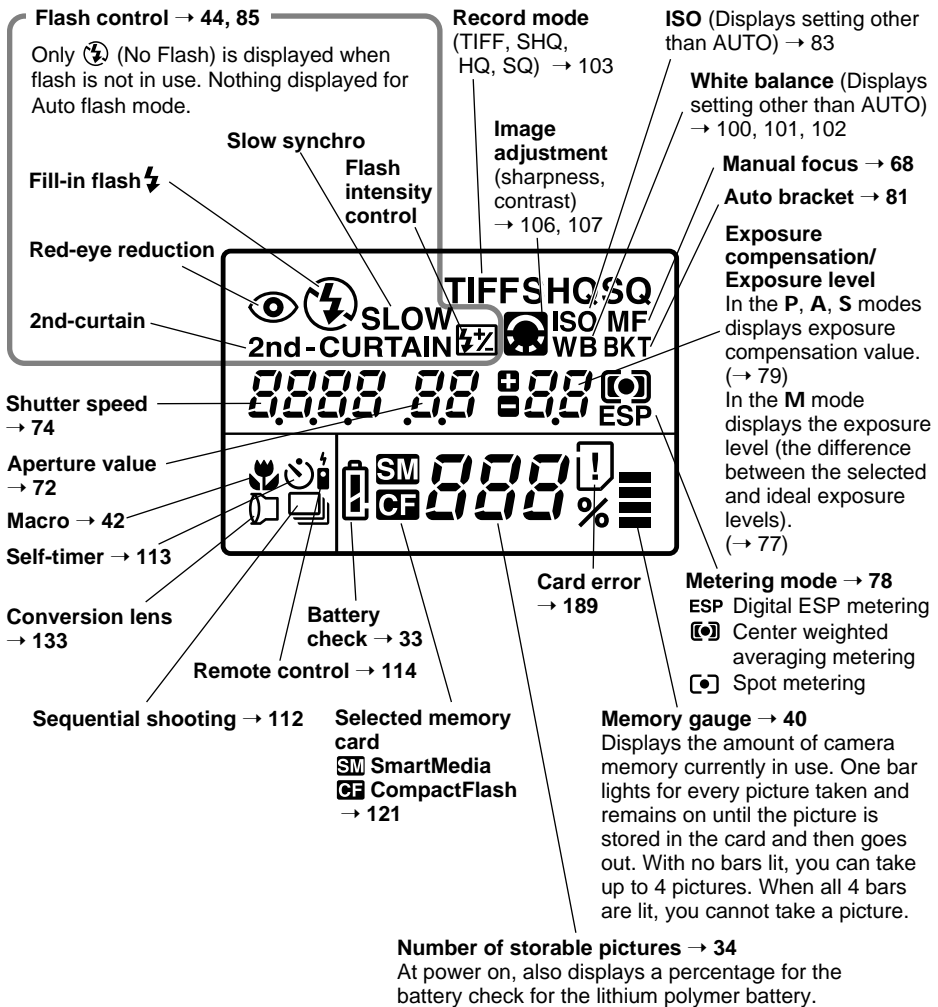 Flash control → 44, 85
Only (No Flash) is displayed when
flash is not in use. Nothing displayed for
Auto flash mode.
Record mode
(TIFF, SHQ,
HQ, SQ) → 103
ISO (Displays setting other
than AUTO) → 83
White balance (Displays
setting other than AUTO)
→ 100, 101, 102
Slow synchro
Image
adjustment
(sharpness,
contrast)
→ 106, 107
Manual focus → 68
Fill-in flash
Flash
intensity
control
Auto bracket → 81
Red-eye reduction
2nd-curtain
Exposure
compensation/
Exposure level
In the P, A, S modes
displays exposure
compensation value.
(→ 79)
In the M mode
displays the exposure
level (the difference
between the selected
and ideal exposure
levels).
(→ 77)
TIFFSHQSQ
SLOW
ISO MF
2nd-CURTAIN
WB BKT
8.8.8.8 .8.8 + - 8.8
ESP
SM
CF
888
!
%
Shutter speed
→ 74
Aperture value
→ 72
Macro → 42
Self-timer → 113
Conversion lens
→ 133
Battery
check → 33
Remote control → 114
Sequential shooting → 112
Card error
→ 189
Metering mode → 78
ESP Digital ESP metering
Center weighted
averaging metering
Spot metering
Selected memory
card
SM SmartMedia
CF CompactFlash
→ 121
Memory gauge → 40
Displays the amount of camera
memory currently in use. One bar
lights for every picture taken and
remains on until the picture is
stored in the card and then goes
out. With no bars lit, you can take
up to 4 pictures. When all 4 bars
are lit, you cannot take a picture.
Number of storable pictures → 34
At power on, also displays a percentage for the
battery check for the lithium polymer battery.